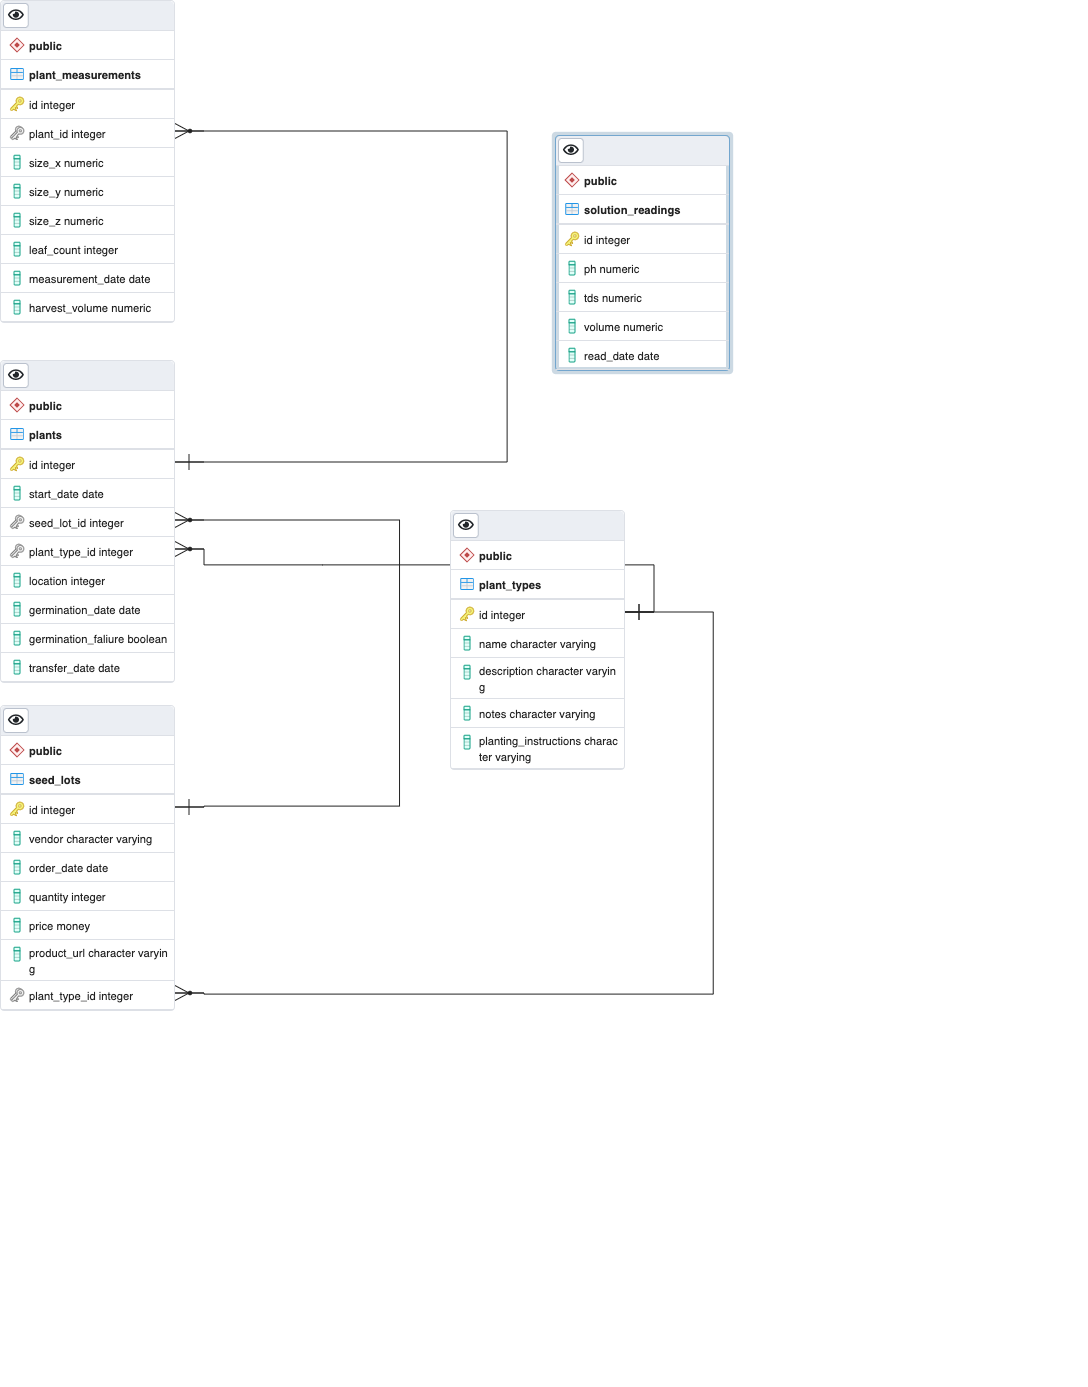 public
plant_measurements
id integer
plant_id integer
size_x numeric
size_y numeric
size_z numeric
leaf_count integer
measurement_date date
harvest_volume numeric
public
solution_readings
id integer
ph numeric
tds numeric
volume numeric
read_date date
public
plants
id integer
start_date date
seed_lot_id integer
plant_type_id integer
location integer
germination_date date
germination_faliure boolean
transfer_date date
public
plant_types
id integer
name character varying
description character varyin
g
notes character varying
planting_instructions charac
ter varying
public
seed_lots
id integer
vendor character varying
order_date date
quantity integer
price money
product_url character varyin
g
plant_type_id integer